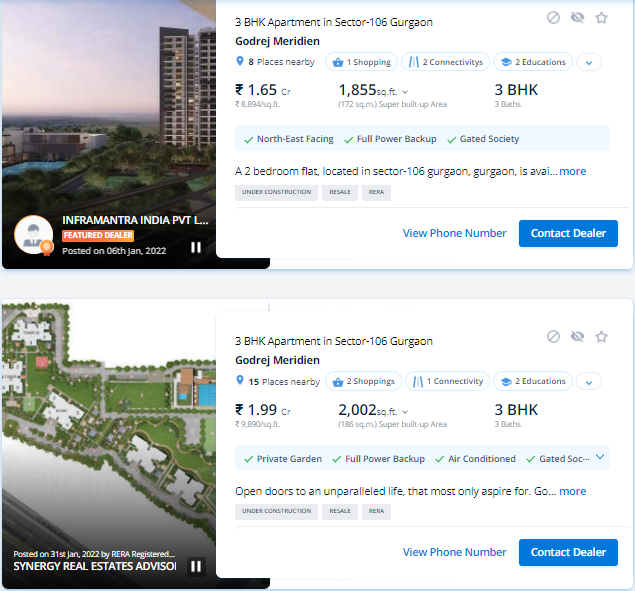 3 BHK Apartment in Sector-106 Gurgaon
Godrej Meridien
8 Places nearby
1 Shopping
2 Connectivitys
2 Educations
₹ 1.65 Cr
1,855sq.ft.
3 BHK
₹ 8,894/sq.ft.
(172 sq.m.) Super built-up Area
3 Baths
North-East Facing
Full Power Backup
Gated Society
A 2 bedroom flat, located in sector-106 gurgaon, gurgaon, is avai... more
UNDER CONSTRUCTION
RESALE
RERA
INFRAMANTRA INDIA PVT L...
FEATURED DEALER
Posted on 06th Jan, 2022
View Phone Number
Contact Dealer
3 BHK Apartment in Sector-106 Gurgaon
Godrej Meridien
15 Places nearby
2 Shoppings
1 Connectivity
2 Educations
₹ 1.99 Cr
2,002sq.ft.
3 BHK
₹ 9,890/sq.ft.
(186 sq.m.) Super built-up Area
3 Baths
Private Garden
Full Power Backup
Air Conditioned
Gated Soc...
Open doors to an unparalleled life, that most only aspire for. Go... more
UNDER CONSTRUCTION
RESALE
RERA
Posted on 31st Jan, 2022 by RERA Registered...
SYNERGY REAL ESTATES ADVISOI
View Phone Number
Contact Dealer